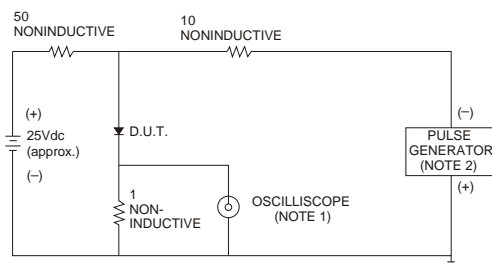 50
NONINDUCTIVE
10
NONINDUCTIVE
(+)
25Vdc
(approx.)
(–)
D.U.T.
1
NON-
INDUCTIVE
OSCILLISCOPE
(NOTE 1)
(–)
PULSE
GENERATOR
(NOTE 2)
(+)